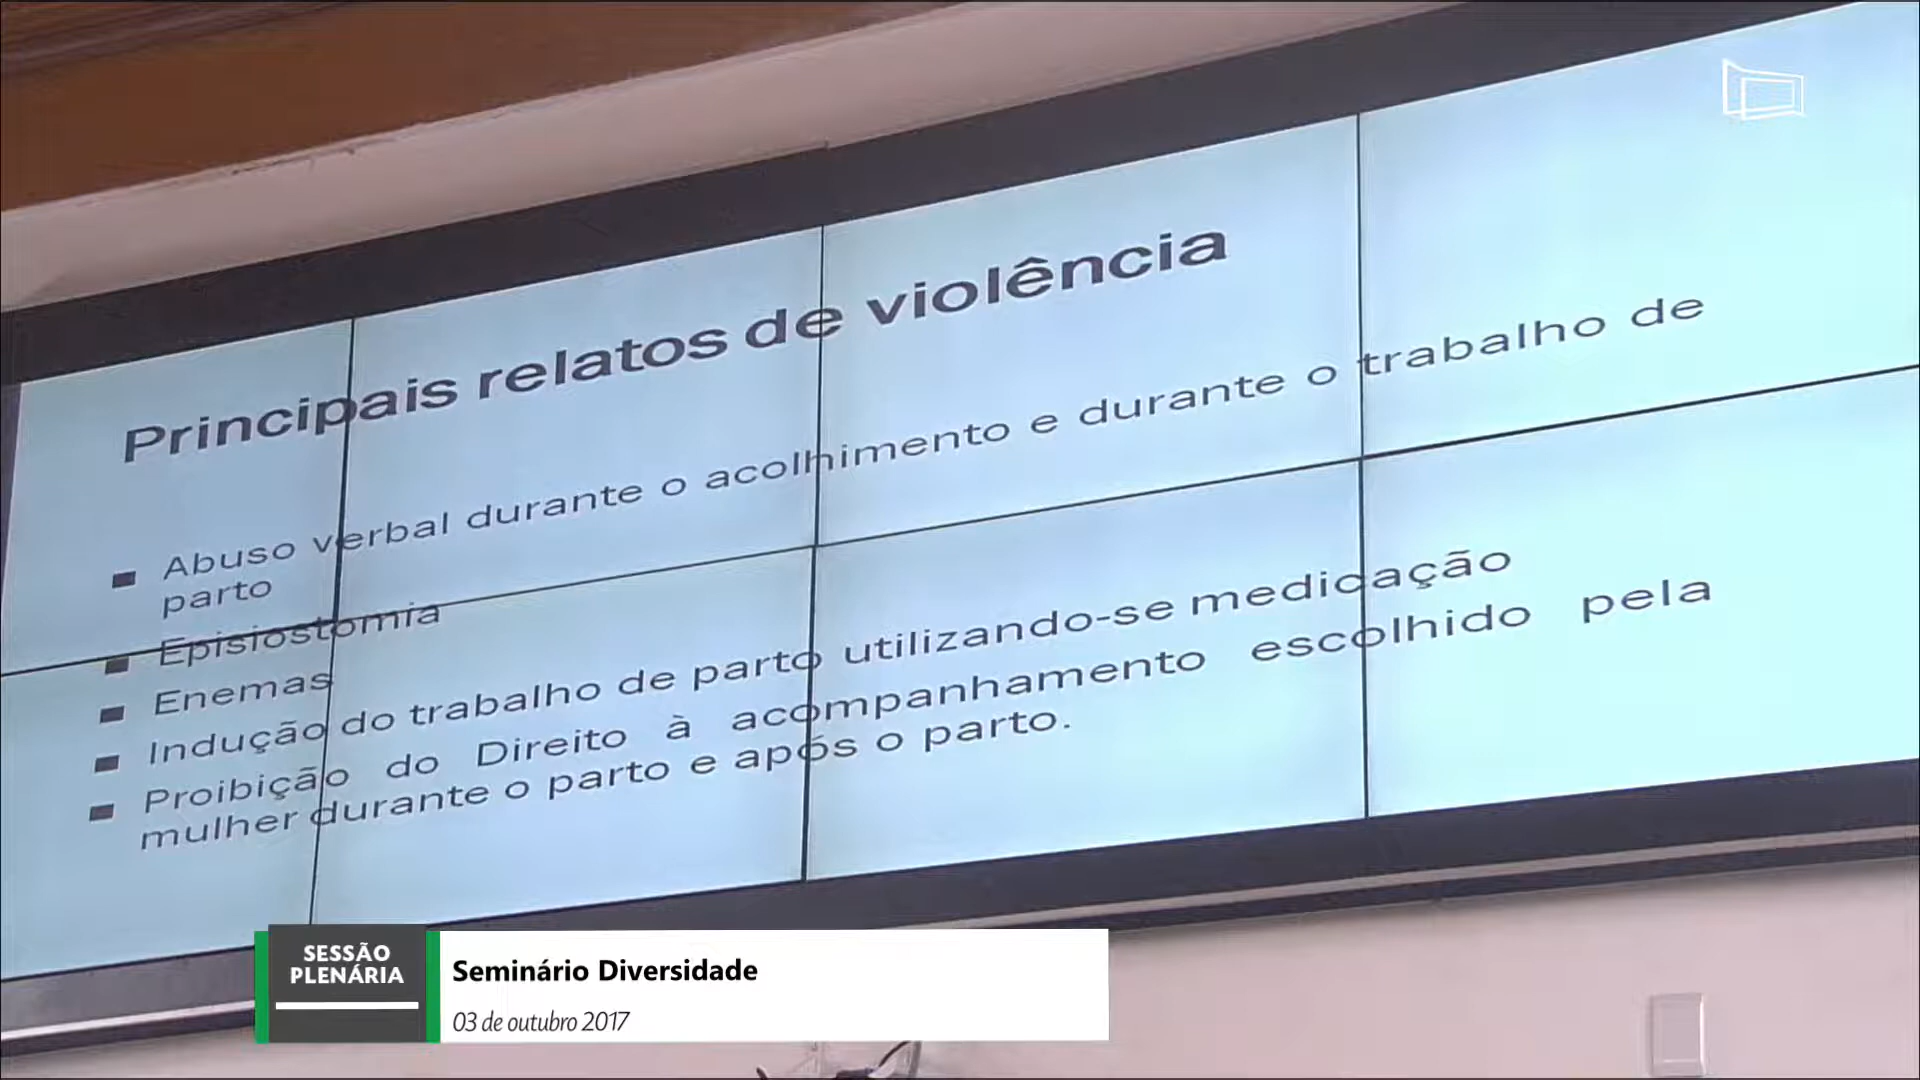 Principais relatos de violência
Abuso verbal durante o acolhimento e durante o trabalho de
parto
Episiostomia
Enemas
Indução do trabalho de parto utilizando-se medicação
Proibição do Direito à acompanhamento escolhido pela
mulher durante o parto e após o parto.
SESSÃO
PLENÁRIA
Seminário Diversidade
03 de outubro 2017